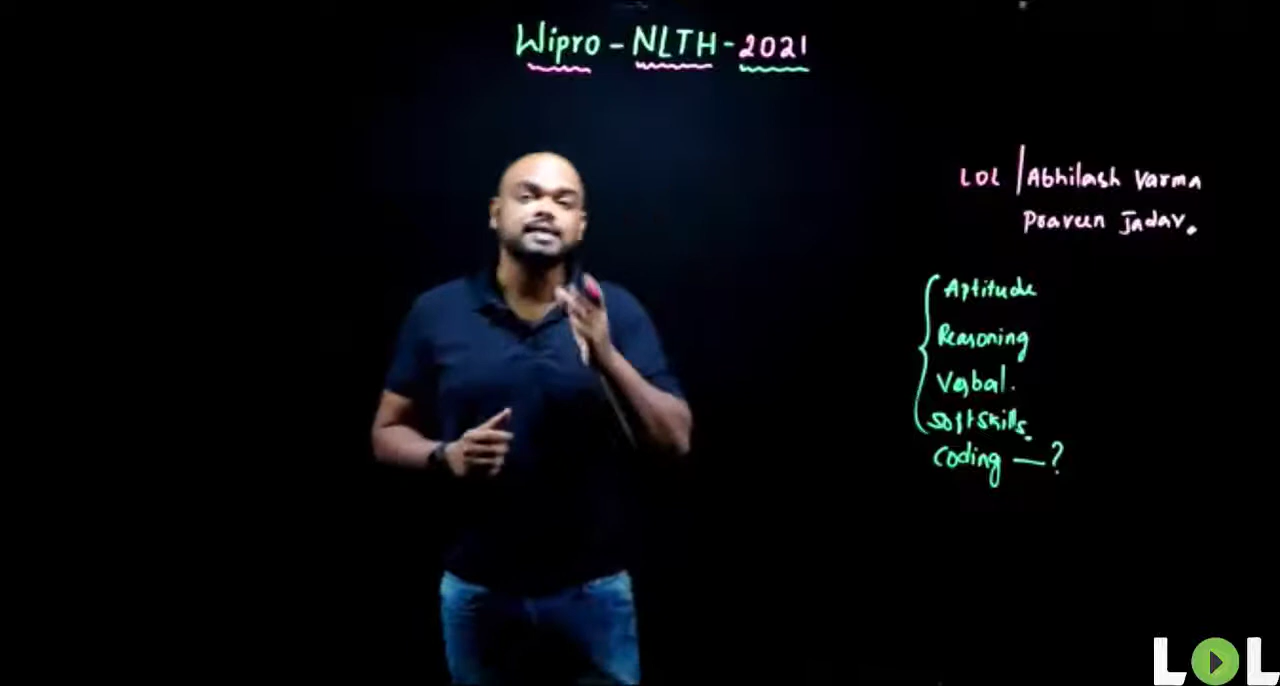 Wipro - NLTH - 2021
LOL / Abhilash Varma
Praveen Jadav.
Aptitude
Reasoning
Verbal.
Softskills.
Coding — ?
LOL